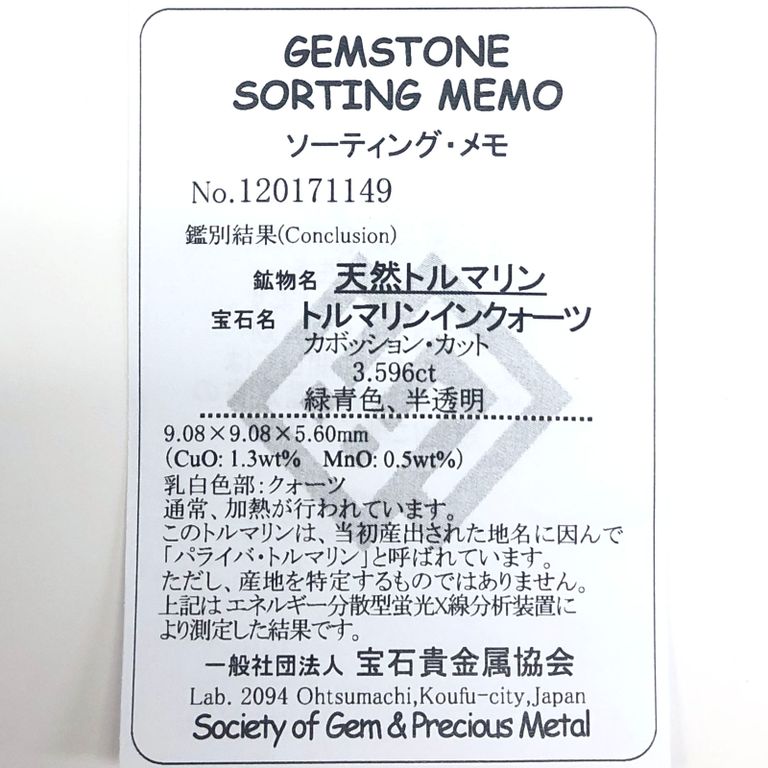 GEMSTONE
SORTING MEMO
ソーティング・メモ
No.120171149
鑑別結果(Conclusion)
鉱物名 天然トルマリン
宝石名 トルマリンインクォーツ
カボッション・カット
3.596ct
緑青色、半透明
9.08×9.08×5.60mm
(CuO: 1.3wt% MnO: 0.5wt%)
乳白色部:クォーツ
通常、加熱が行われています。
このトルマリンは、当初産出された地名に因んで
「パライバ・トルマリン」と呼ばれています。
ただし、産地を特定するものではありません。
上記はエネルギー分散型蛍光X線分析装置に
より測定した結果です。
一般社団法人 宝石貴金属協会
Lab. 2094 Ohtsumachi,Koufu-city,Japan
Society of Gem & Precious Metal